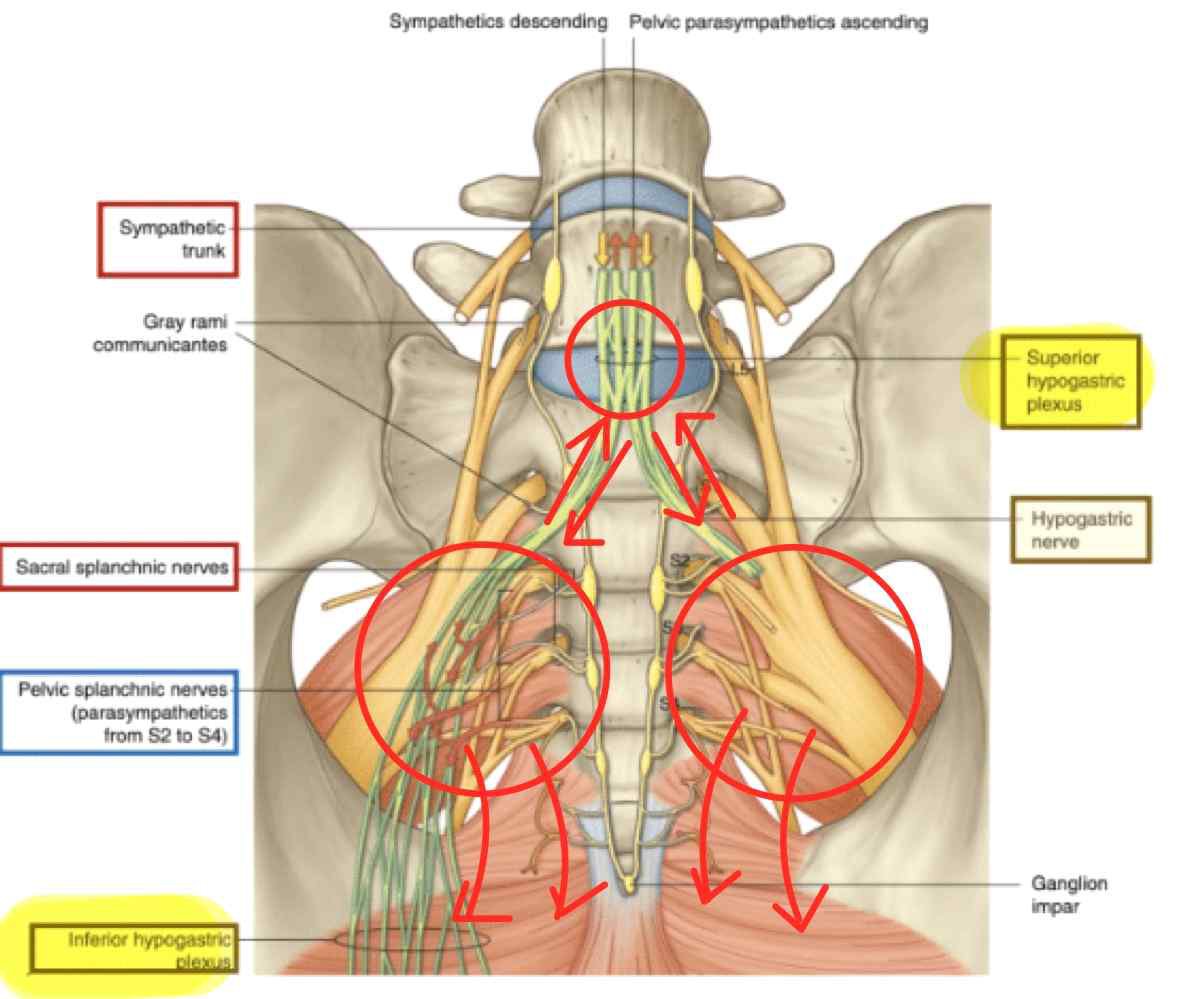 Sympathetics descending
Pelvic parasympathetics ascending
Sympathetic
trunk
Gray rami
communicantes
Superior
hypogastric
plexus
L5
Hypogastric
nerve
Sacral splanchnic nerves
S2
Pelvic splanchnic nerves
(parasympathetics
from S2 to S4)
Ganglion
impar
Inferior hypogastric
plexus